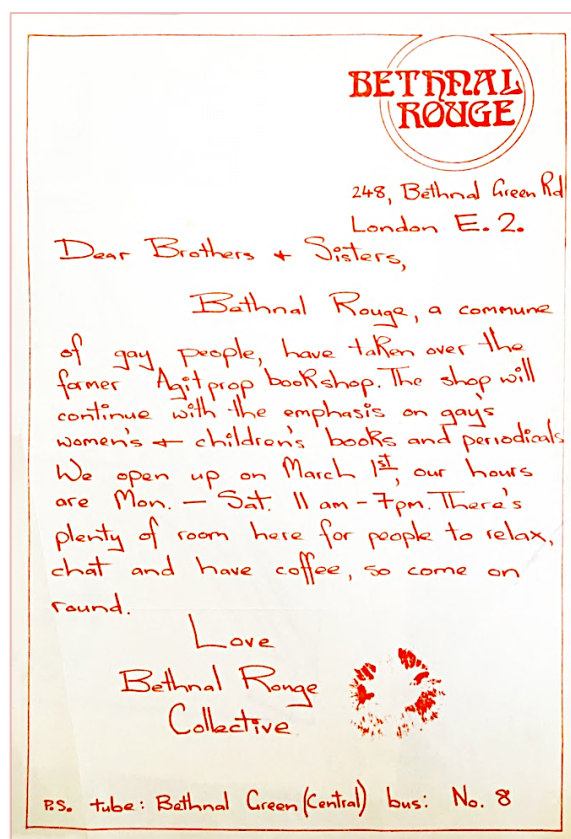 BETHNAL
ROUGE
248, Bethnal Green Rd
London E. 2.
Dear Brothers + Sisters,
Bethnal Rouge, a commune
of gay people, have taken over the
former Agitprop bookshop. The shop will
continue with the emphasis on gay's
women's + children's books and periodicals
We open up on March 1st, our hours
are Mon. — Sat. 11 am - 7pm. There's
plenty of room here for people to relax,
chat and have coffee, so come on
round.
Love
Bethnal Rouge
Collective
P.S. tube: Bethnal Green (Central) bus: No. 8